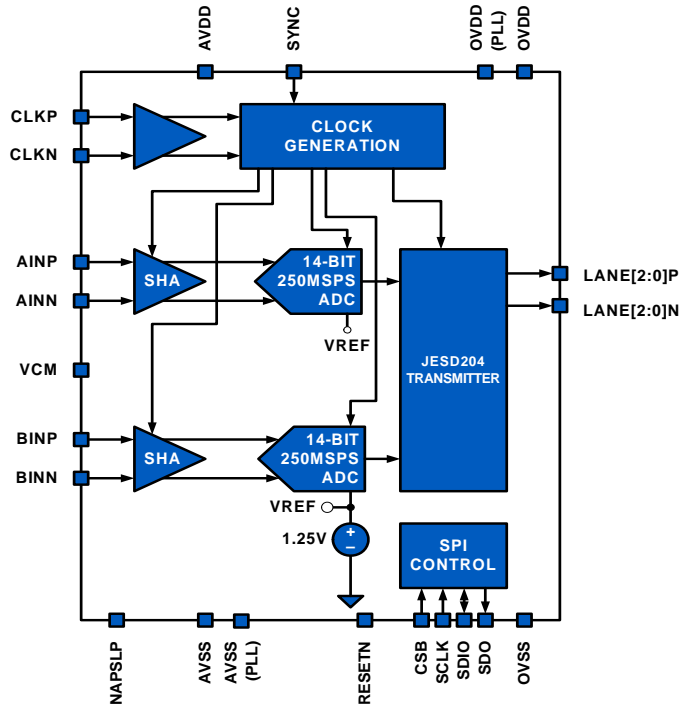 AVDD
SYNC
OVDD
(PLL)
OVDD
CLKP
CLKN
CLOCK
GENERATION
AINP
AINN
SHA
14-BIT
250MSPS
ADC
VREF
LANE[2:0]P
LANE[2:0]N
JESD204
TRANSMITTER
VCM
BINP
BINN
SHA
14-BIT
250MSPS
ADC
VREF
1.25V
+
–
SPI
CONTROL
NAPSLP
AVSS
AVSS
(PLL)
RESETN
CSB
SCLK
SDIO
SDO
OVSS